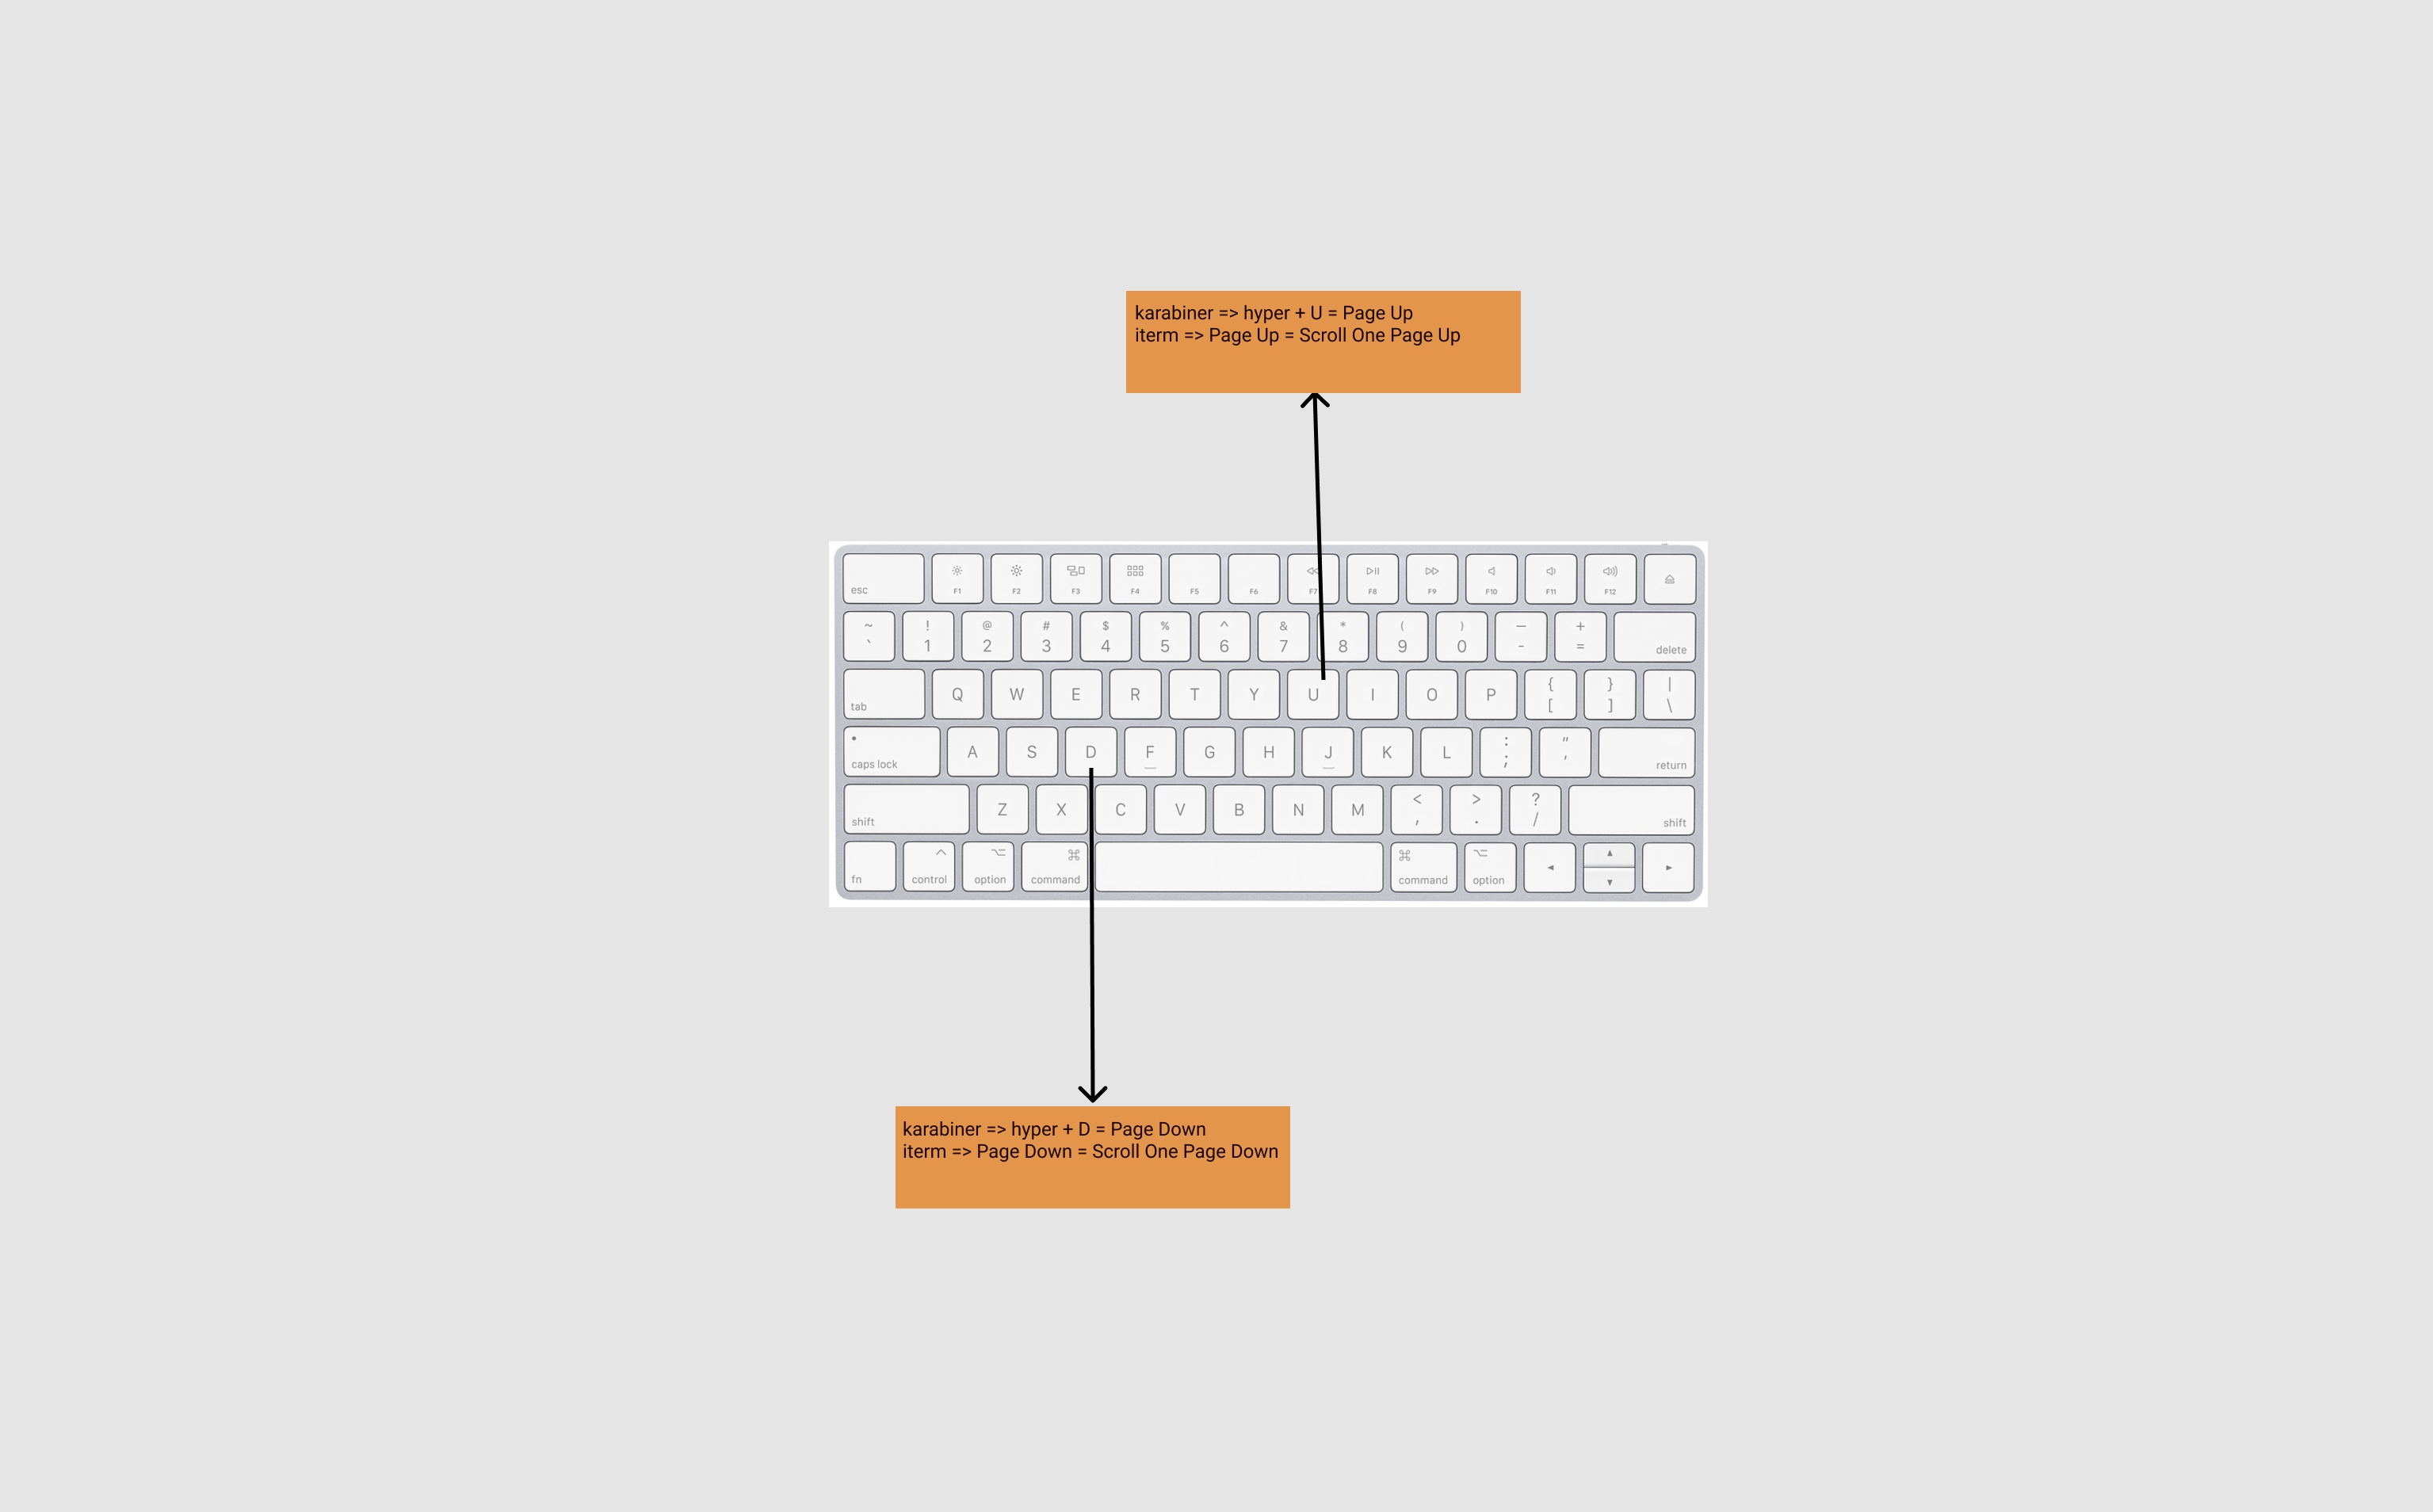 karabiner => hyper + U = Page Up
iterm => Page Up = Scroll One Page Up
esc F1 F2 F3 F4 F5 F6 F7 F8 F9 F10 F11 F12
~ ! @ # $ % ^ & * ( ) — +
` 1 2 3 4 5 6 7 8 9 0 - = delete
tab Q W E R T Y U I O P { } |
[ ] \
caps lock A S D F G H J K L : "
; ' return
shift Z X C V B N M < > ?
, . / shift
fn control option command command option
karabiner => hyper + D = Page Down
iterm => Page Down = Scroll One Page Down